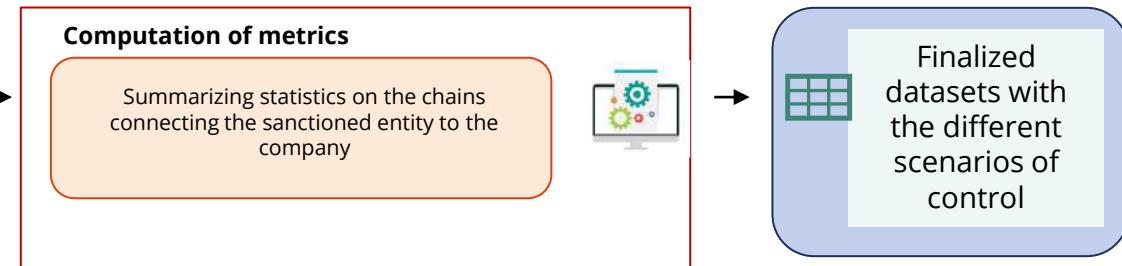 Computation of metrics
Summarizing statistics on the chains
connecting the sanctioned entity to the
company
Finalized
datasets with
the different
scenarios of
control